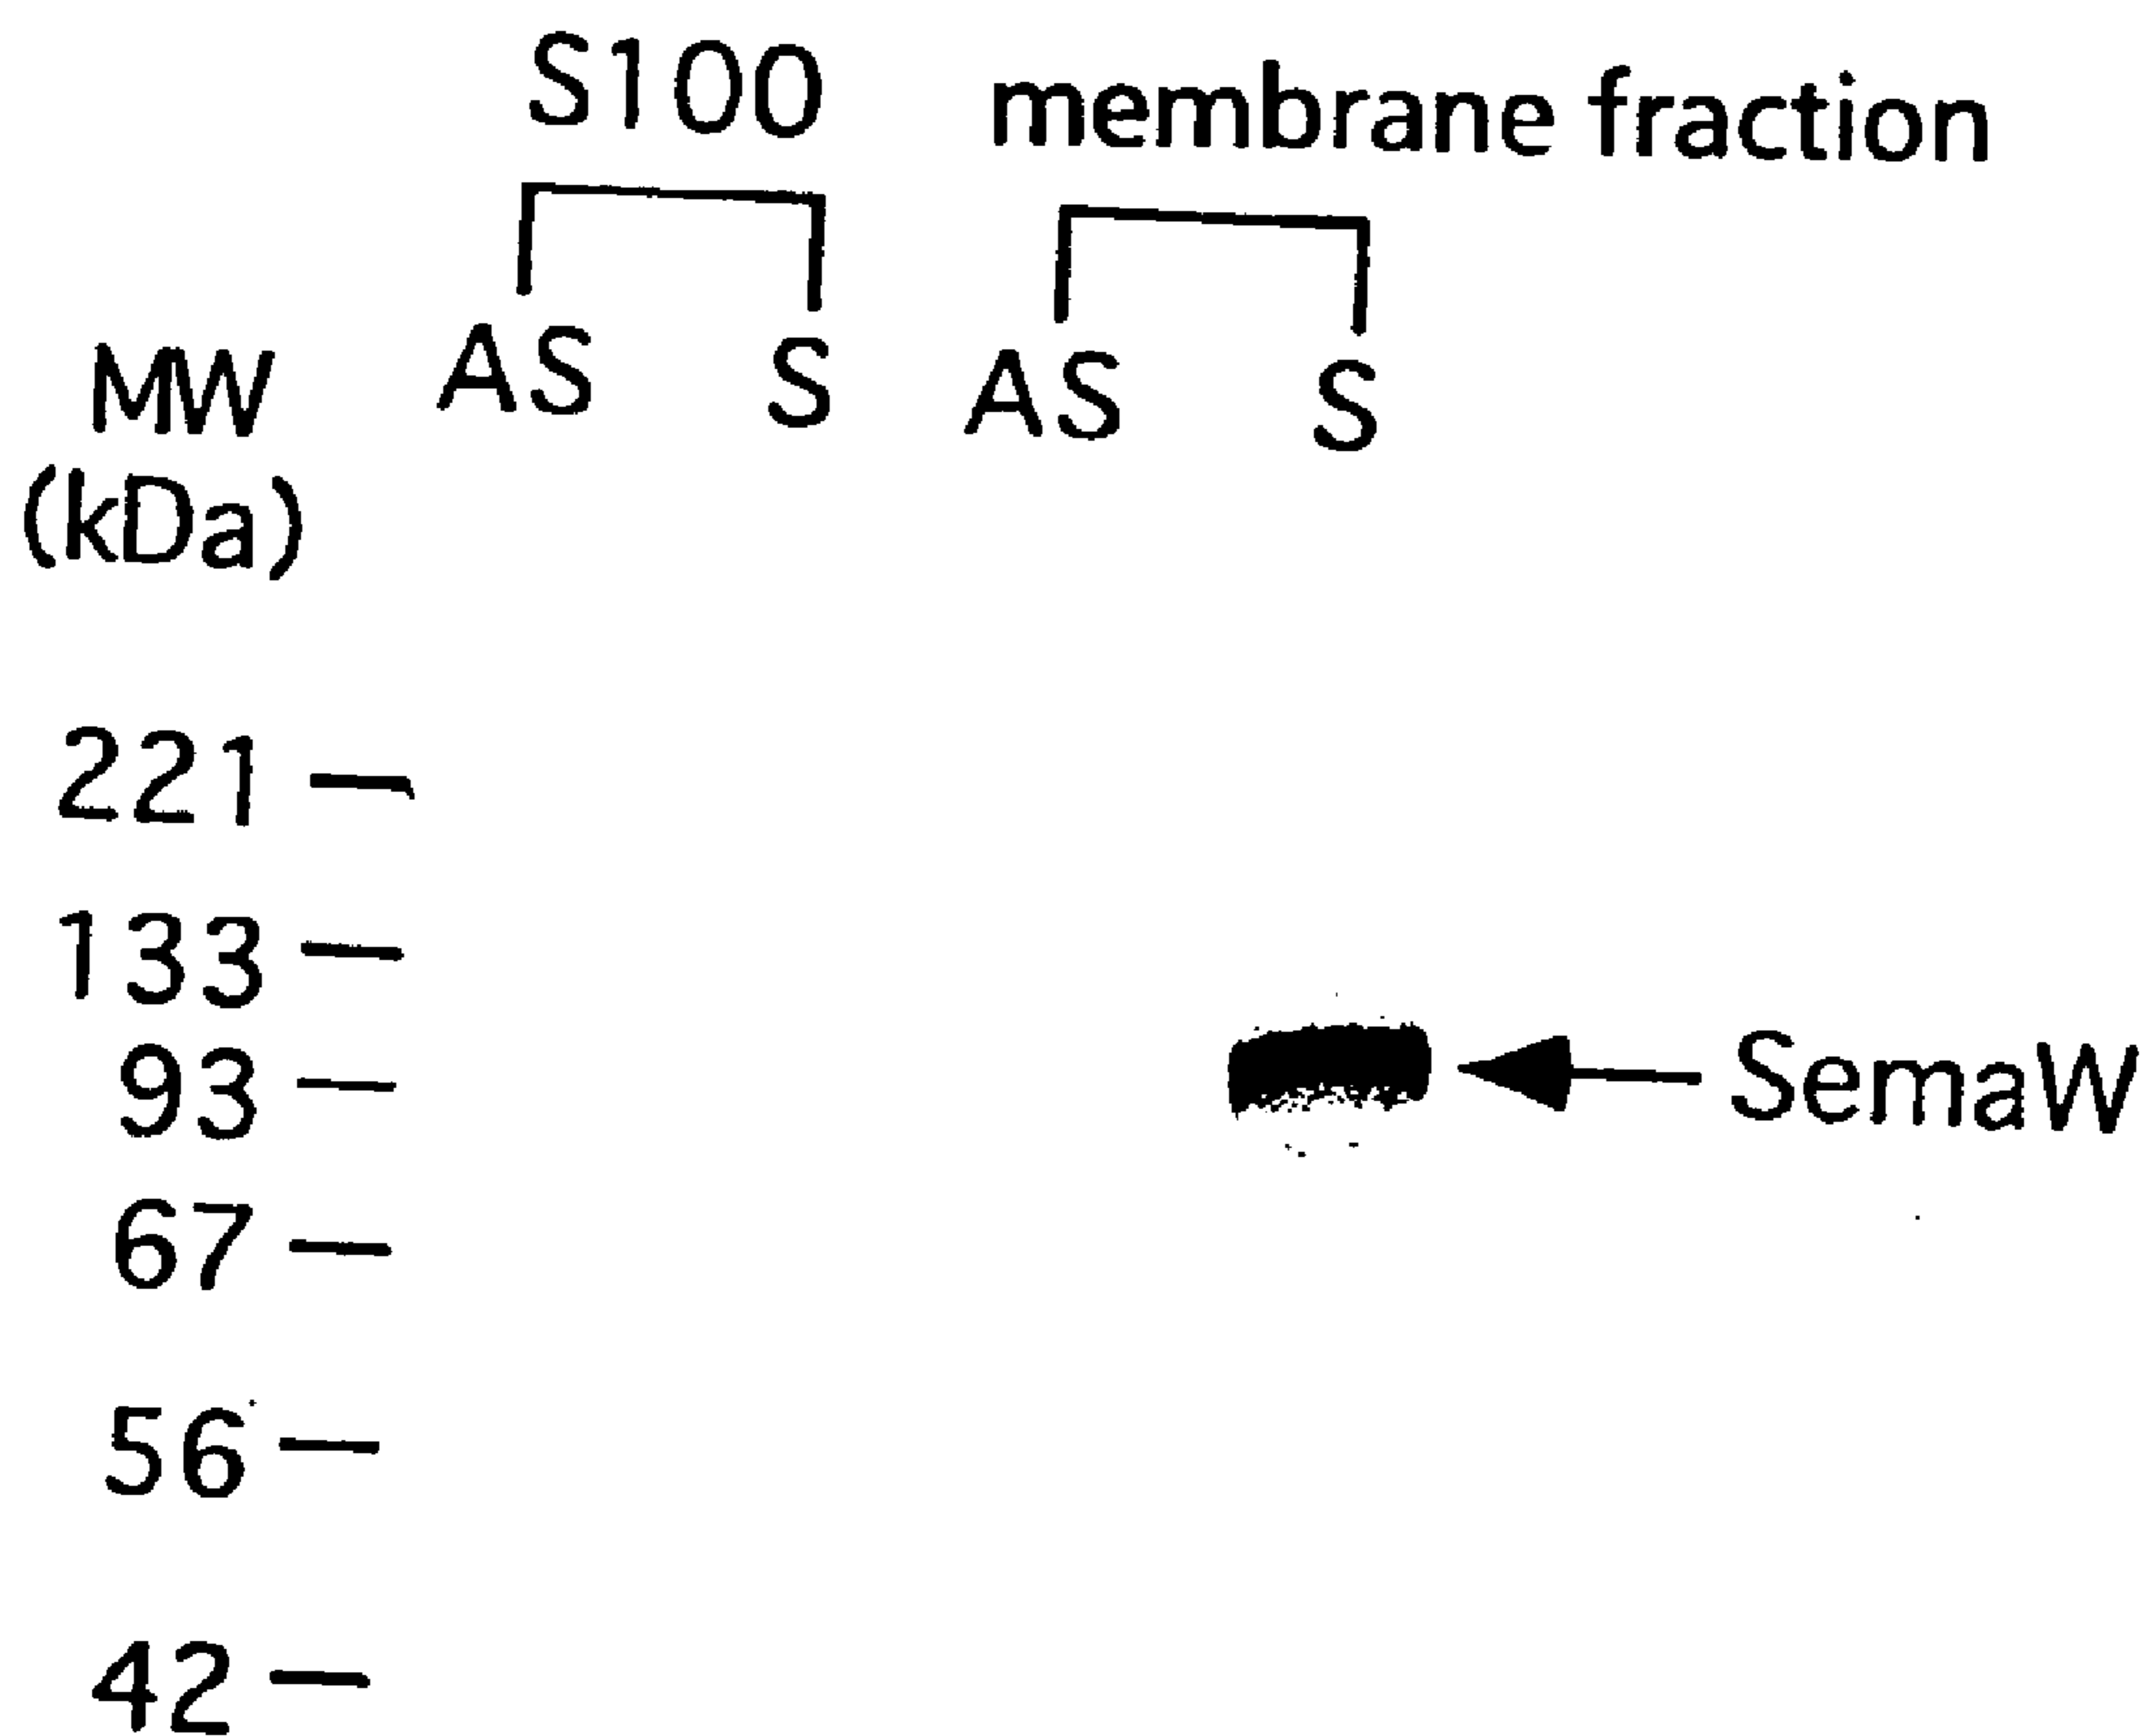 S100 membrane fraction
AS S AS S
MW
(kDa)
221
133
93 SemaW
67
56
42